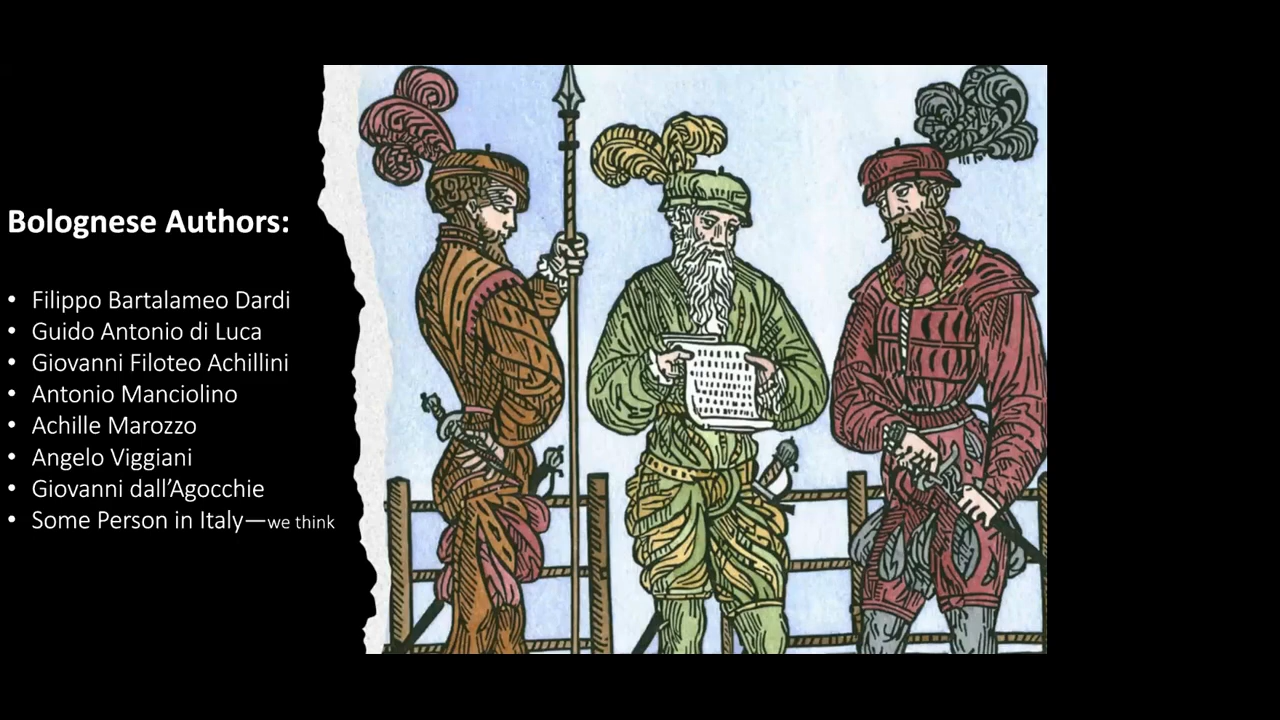 Bolognese Authors:
• Filippo Bartalameo Dardi
• Guido Antonio di Luca
• Giovanni Filoteo Achillini
• Antonio Manciolino
• Achille Marozzo
• Angelo Viggiani
• Giovanni dall’Agocchie
• Some Person in Italy—we think